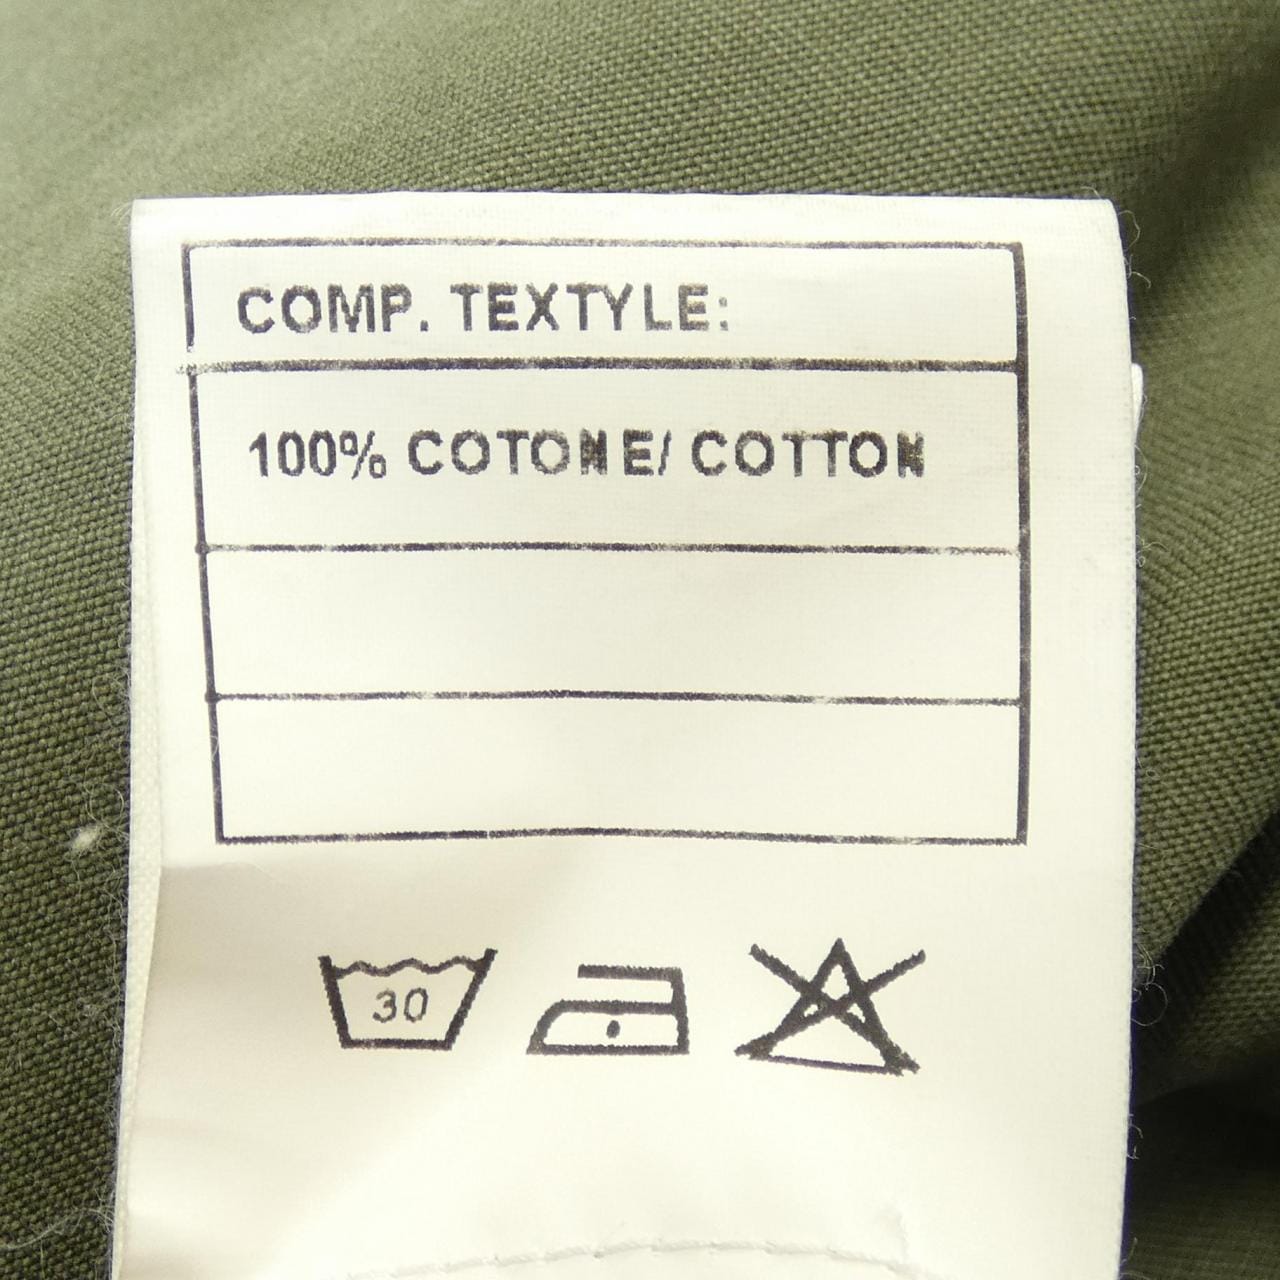 COMP. TEXTYLE:
100% COTONE/ COTTON
30